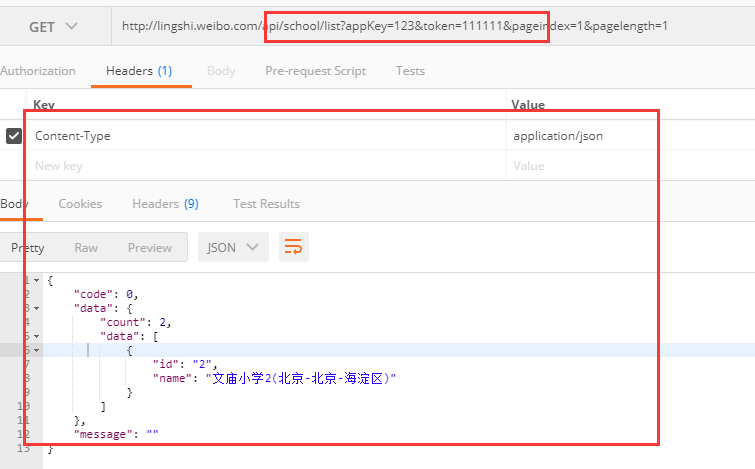 GET http://lingshi.weibo.com/api/school/list?appKey=123&token=111111&pageindex=1&pagelength=1
Authorization Headers (1) Body Pre-request Script Tests
Key Value
Content-Type application/json
New key Value
Body Cookies Headers (9) Test Results
Pretty Raw Preview JSON
1 {
2 "code": 0,
3 "data": {
4 "count": 2,
5 "data": [
6 {
7 "id": "2",
8 "name": "文庙小学2(北京-北京-海淀区)"
9 }
10 ]
11 },
12 "message": ""
13 }